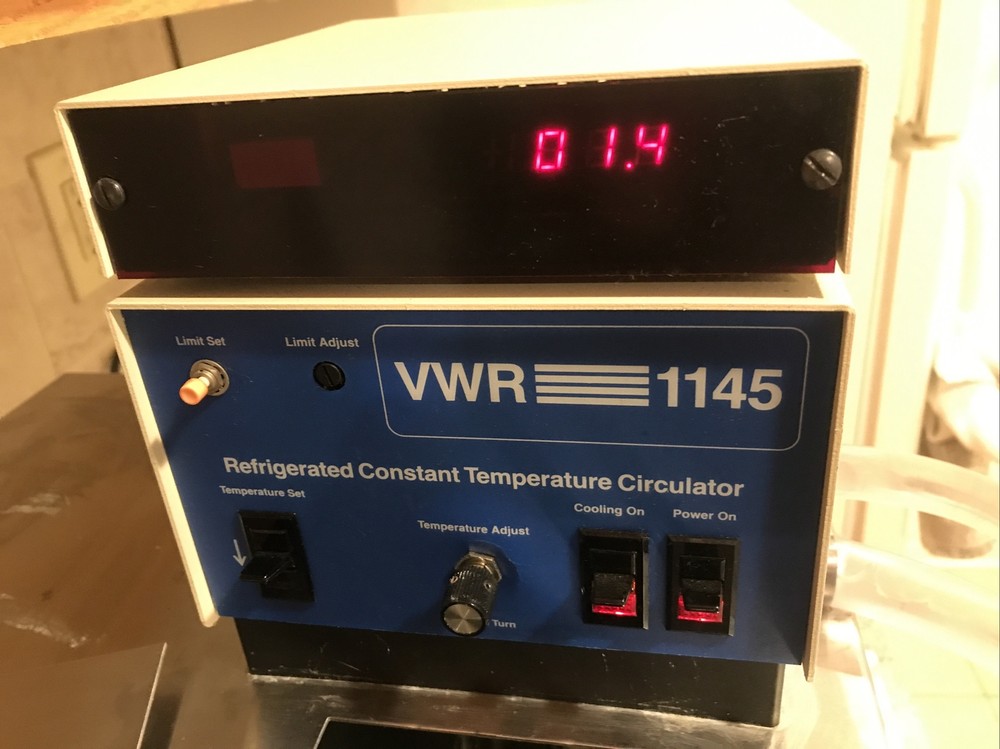 01.4
Limit Set
Limit Adjust
VWR 1145
Refrigerated Constant Temperature Circulator
Temperature Set
Temperature Adjust
Cooling On
Power On
Turn